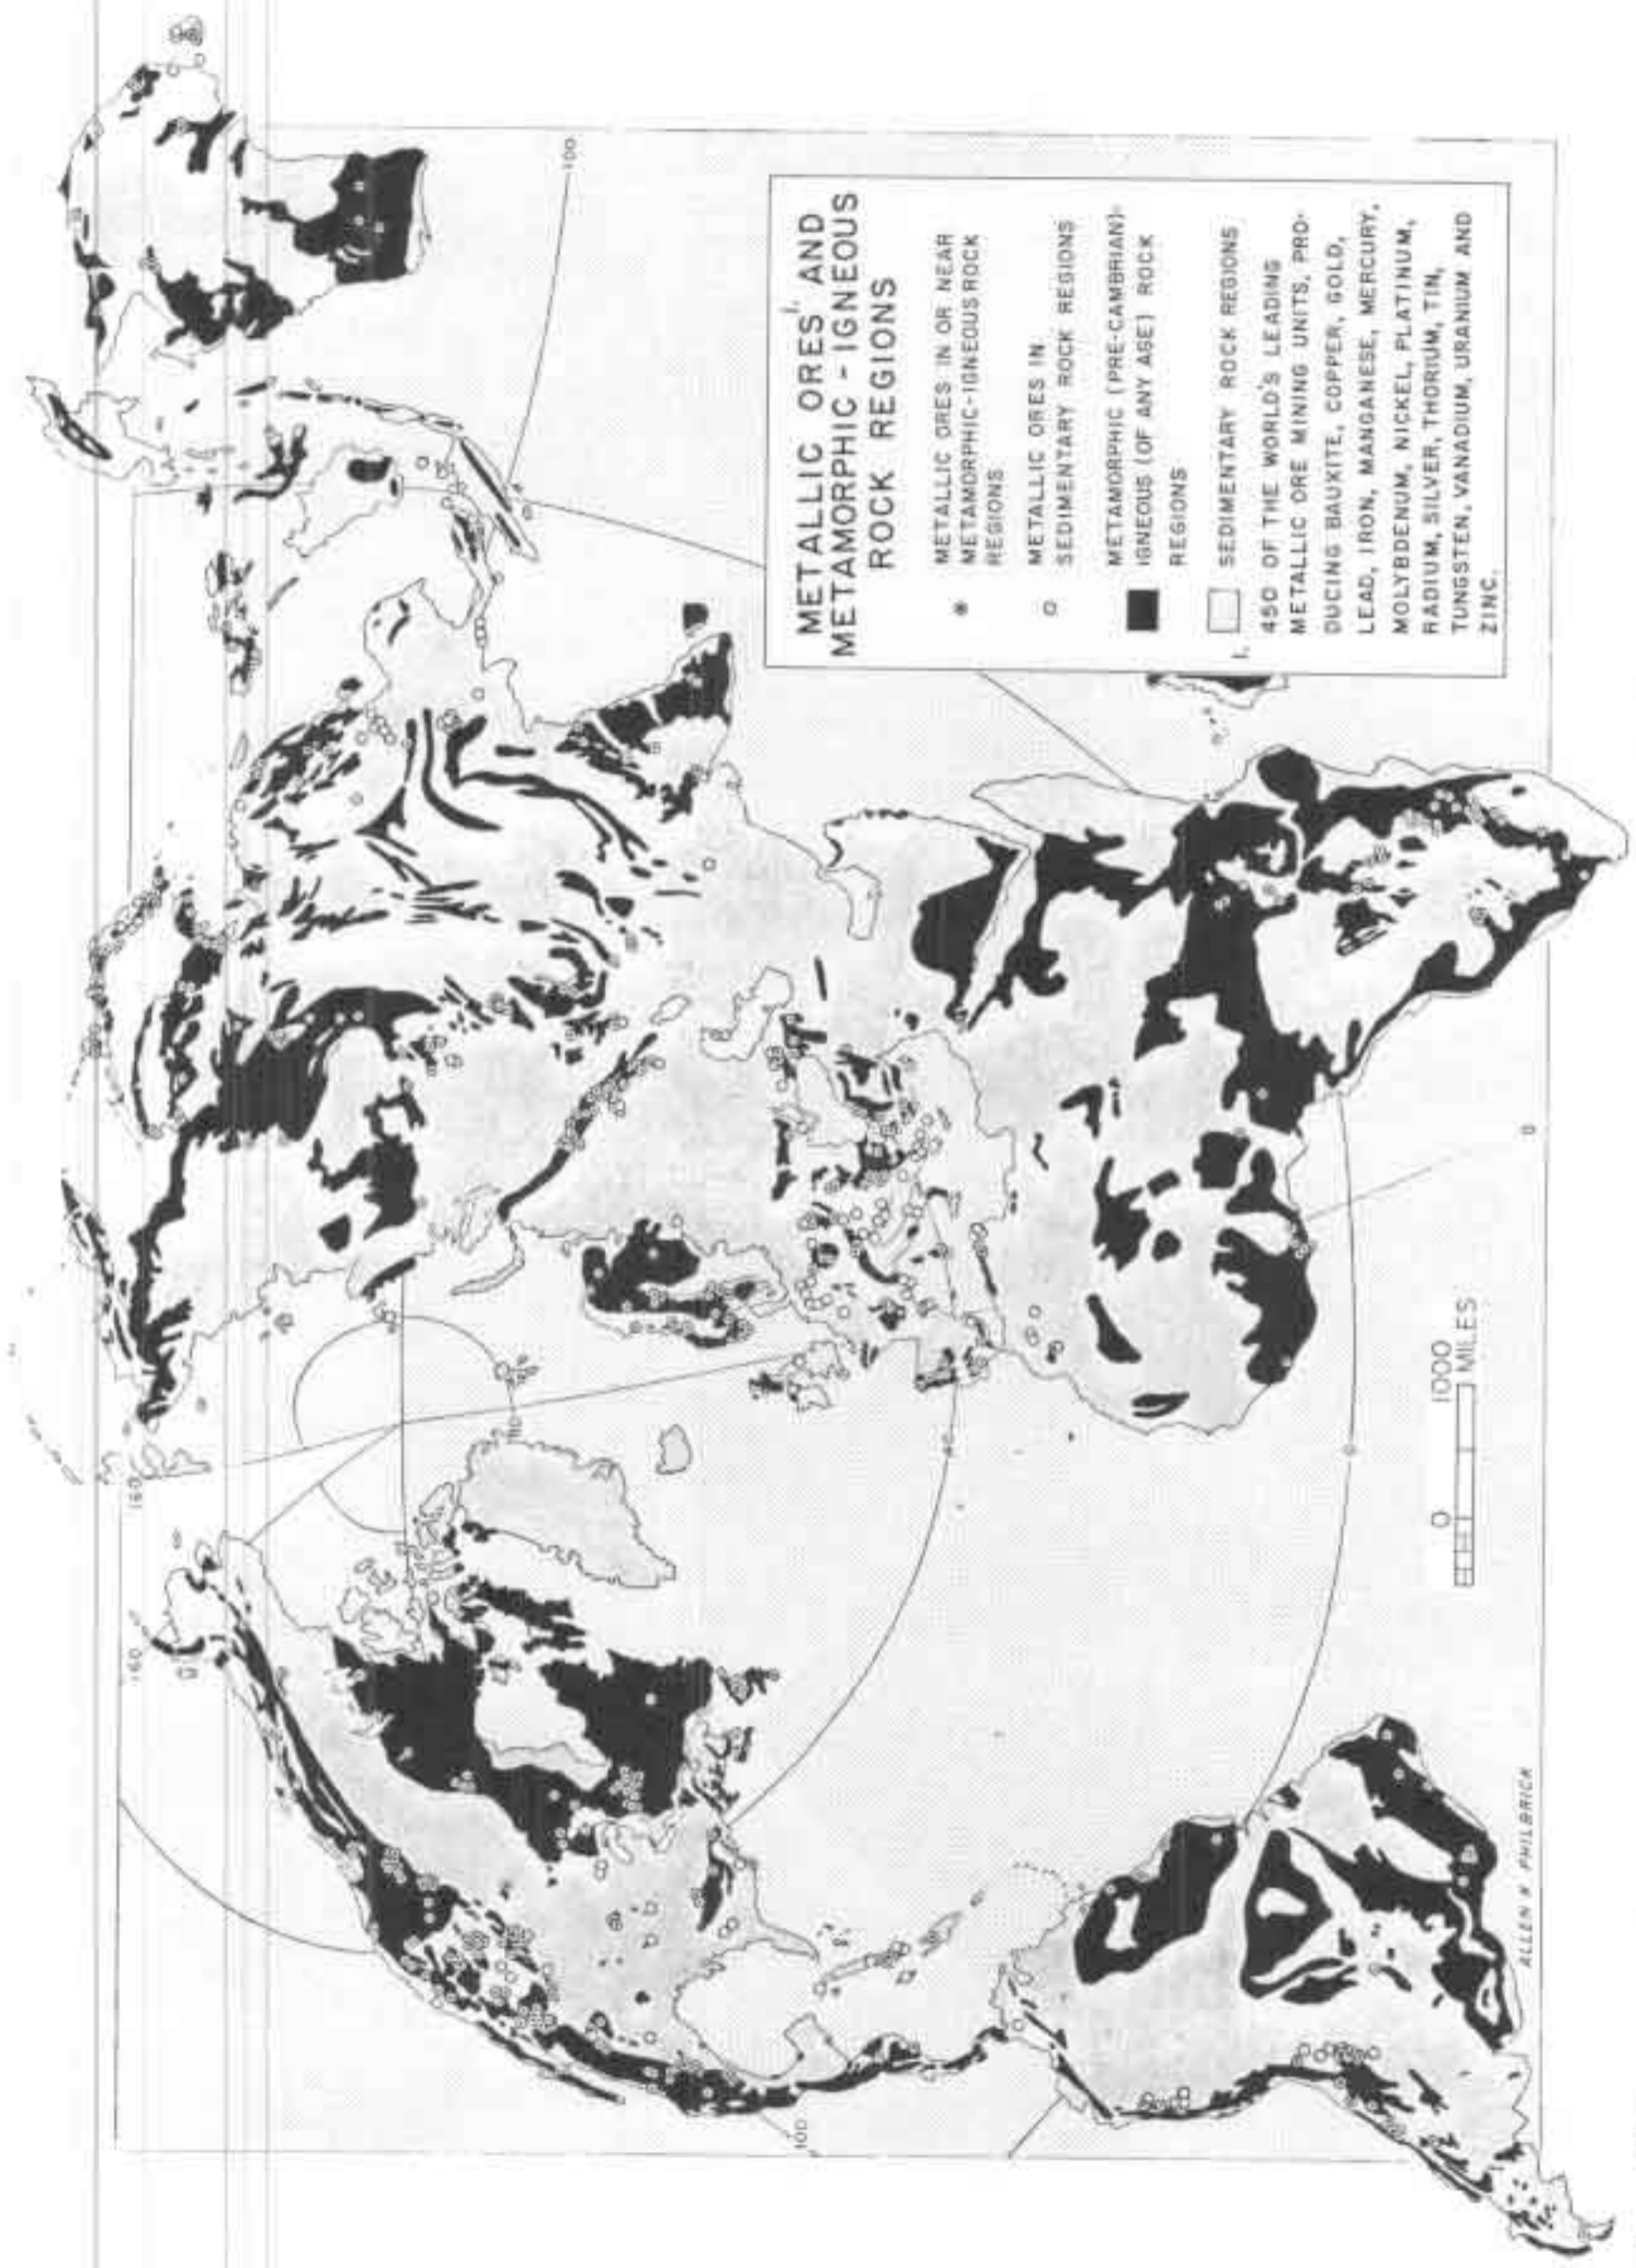 METALLIC ORES¹· AND
METAMORPHIC - IGNEOUS
ROCK REGIONS
METALLIC ORES IN OR NEAR
METAMORPHIC-IGNEOUS ROCK
REGIONS
METALLIC ORES IN
SEDIMENTARY ROCK REGIONS
METAMORPHIC (PRE-CAMBRIAN)-
IGNEOUS (OF ANY AGE) ROCK
REGIONS
SEDIMENTARY ROCK REGIONS
1. 450 OF THE WORLD'S LEADING
METALLIC ORE MINING UNITS, PRO-
DUCING BAUXITE, COPPER, GOLD,
LEAD, IRON, MANGANESE, MERCURY,
MOLYBDENUM, NICKEL, PLATINUM,
RADIUM, SILVER, THORIUM, TIN,
TUNGSTEN, VANADIUM, URANIUM AND
ZINC.
160
160
100
100
0
0
0 1000
MILES
ALLEN K PHILBRICK